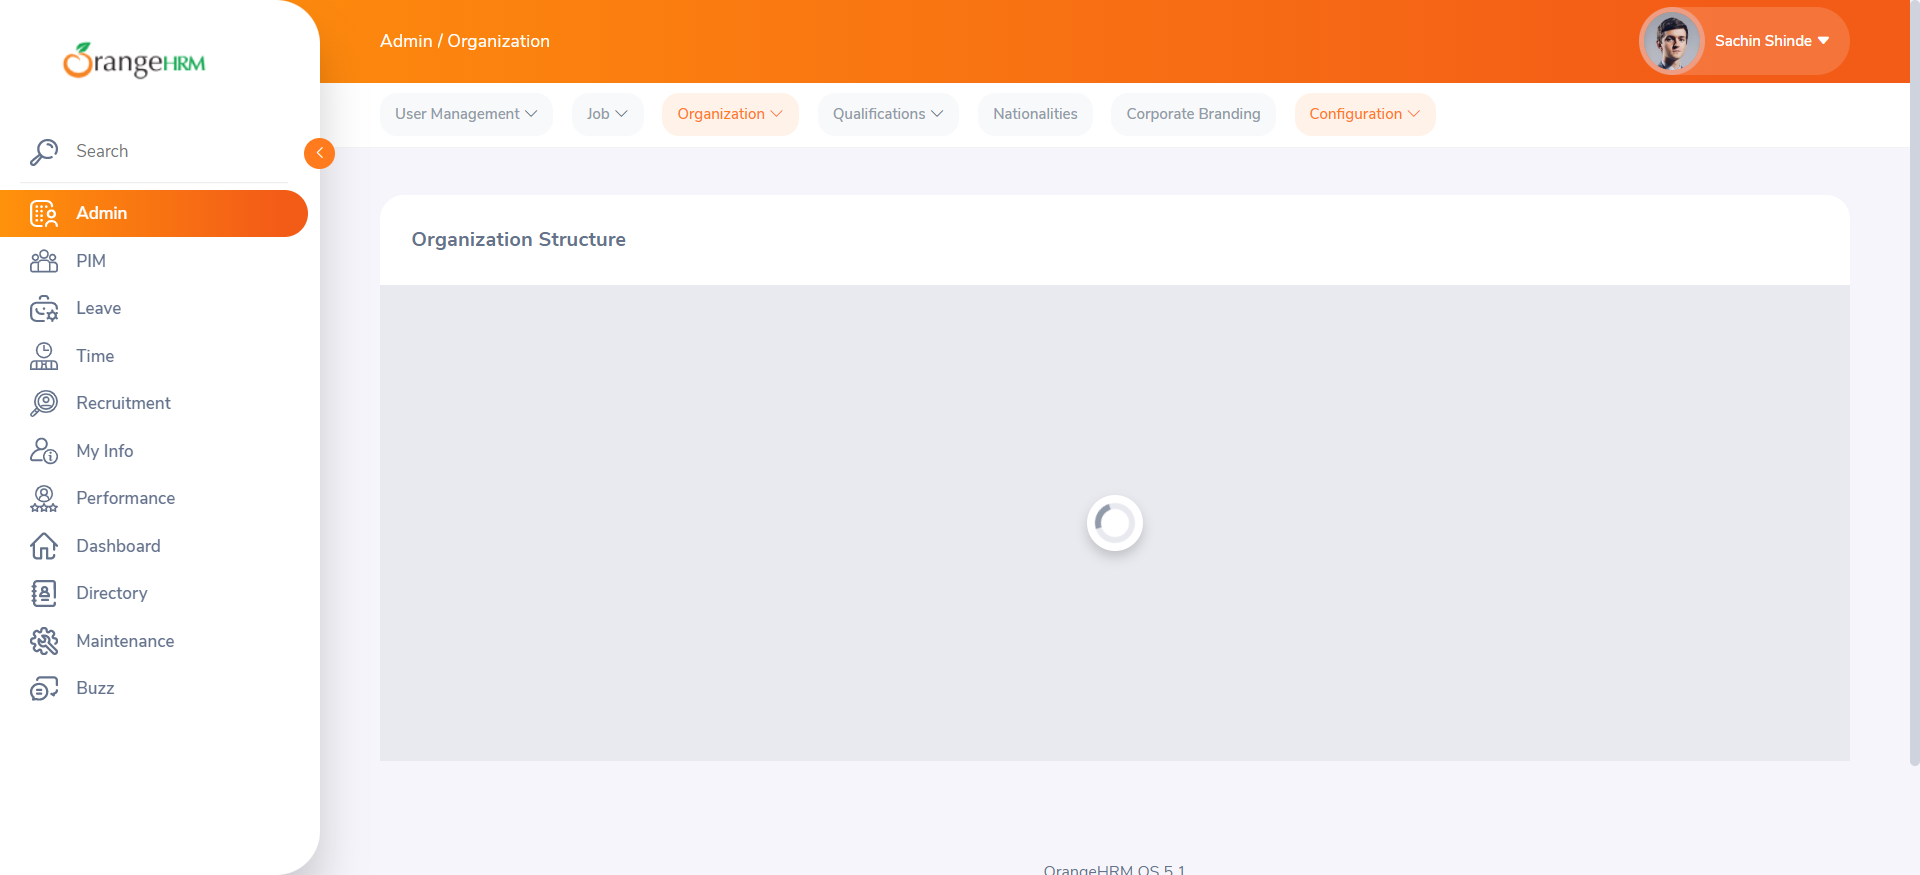 OrangeHRM
Admin / Organization
Sachin Shinde
User Management
Job
Organization
Qualifications
Nationalities
Corporate Branding
Configuration
Search
Admin
PIM
Leave
Time
Recruitment
My Info
Performance
Dashboard
Directory
Maintenance
Buzz
Organization Structure
OrangeHRM OS 5.1